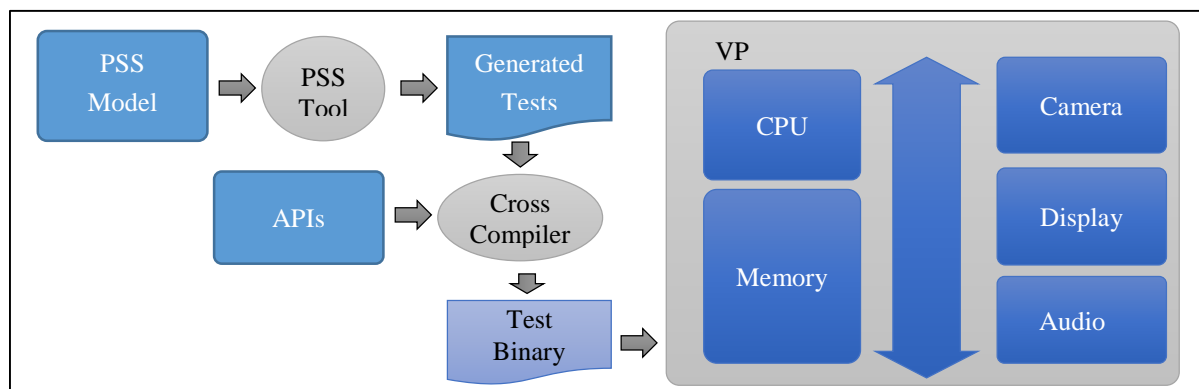 PSS
Model
PSS
Tool
Generated
Tests
APIs
Cross
Compiler
Test
Binary
VP
CPU
Memory
Camera
Display
Audio